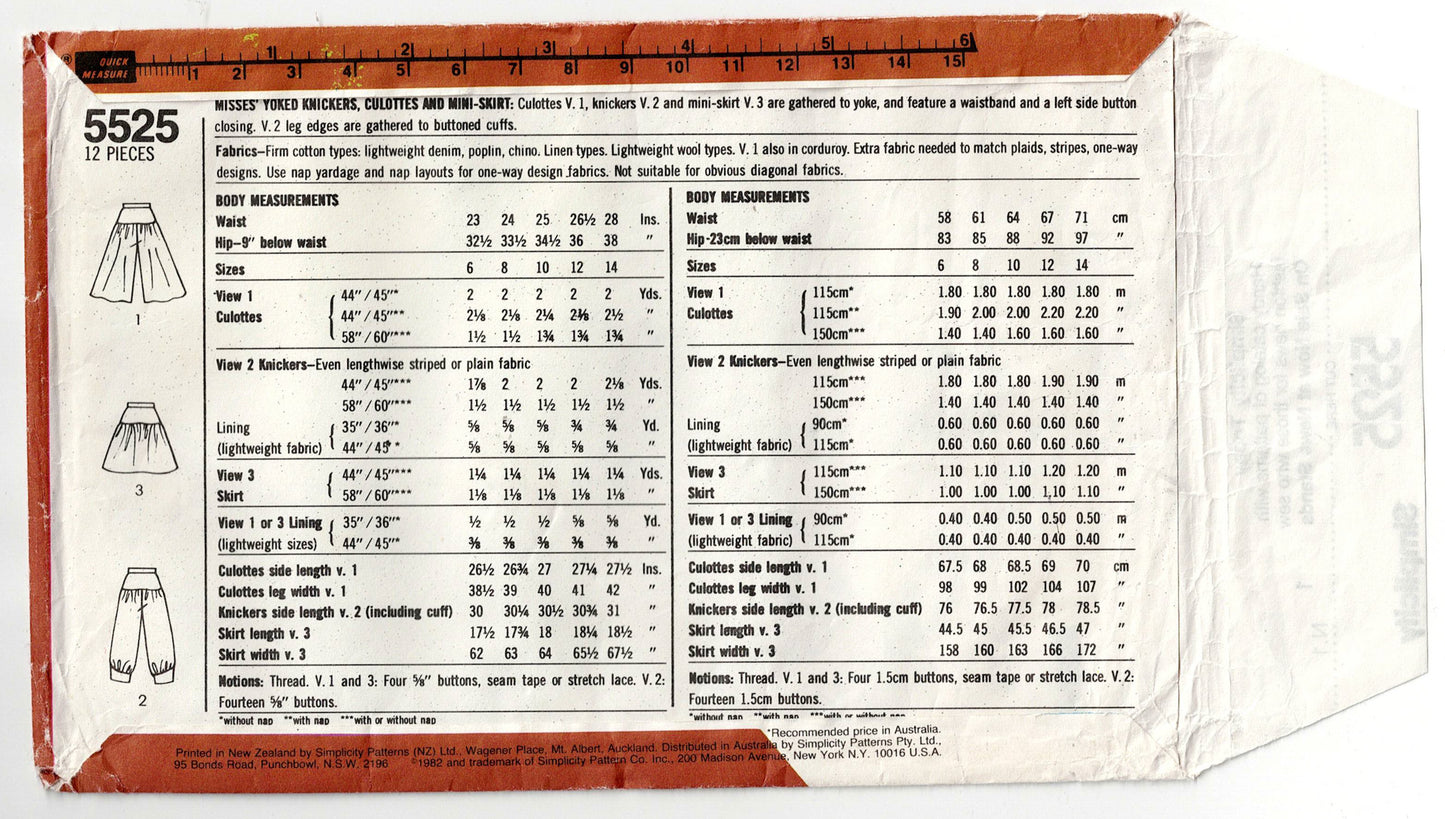 QUICK
MEASURE
1 2 3 4 5 6
1 2 3 4 5 6 7 8 9 10 11 12 13 14 15
5525
12 PIECES
1
3
2
MISSES' YOKED KNICKERS, CULOTTES AND MINI-SKIRT: Culottes V. 1, knickers V. 2 and mini-skirt V. 3 are gathered to yoke, and feature a waistband and a left side button
closing. V. 2 leg edges are gathered to buttoned cuffs.
Fabrics–Firm cotton types: lightweight denim, poplin, chino. Linen types. Lightweight wool types. V. 1 also in corduroy. Extra fabric needed to match plaids, stripes, one-way
designs. Use nap yardage and nap layouts for one-way design fabrics. Not suitable for obvious diagonal fabrics.
BODY MEASUREMENTS
Waist 23 24 25 26½ 28 Ins.
Hip–9″ below waist 32½ 33½ 34½ 36 38 ″
Sizes 6 8 10 12 14
View 1 44″/45″* 2 2 2 2 2 Yds.
Culottes 44″/45″** 2⅛ 2⅛ 2¼ 2⅜ 2½ ″
58″/60″*** 1½ 1½ 1¾ 1¾ 1¾ ″
View 2 Knickers–Even lengthwise striped or plain fabric
44″/45″*** 1⅞ 2 2 2 2⅛ Yds.
58″/60″*** 1½ 1½ 1½ 1½ 1½ ″
Lining 35″/36″* ⅝ ⅝ ⅝ ¾ ¾ Yd.
(lightweight fabric) 44″/45″* ⅝ ⅝ ⅝ ⅝ ⅝ ″
View 3 44″/45″*** 1¼ 1¼ 1¼ 1¼ 1¼ Yds.
Skirt 58″/60″*** 1⅛ 1⅛ 1⅛ 1⅛ 1⅛ ″
View 1 or 3 Lining 35″/36″* ½ ½ ½ ⅝ ⅝ Yd.
(lightweight sizes) 44″/45″* ⅜ ⅜ ⅜ ⅜ ⅜ ″
Culottes side length v. 1 26½ 26¾ 27 27¼ 27½ Ins.
Culottes leg width v. 1 38½ 39 40 41 42 ″
Knickers side length v. 2 (including cuff) 30 30¼ 30½ 30¾ 31 ″
Skirt length v. 3 17½ 17¾ 18 18¼ 18½ ″
Skirt width v. 3 62 63 64 65½ 67½ ″
Notions: Thread. V. 1 and 3: Four ⅝″ buttons, seam tape or stretch lace. V. 2:
Fourteen ⅝″ buttons.
*without nap **with nap ***with or without nap
BODY MEASUREMENTS
Waist 58 61 64 67 71 cm
Hip-23cm below waist 83 85 88 92 97 ″
Sizes 6 8 10 12 14
View 1 115cm* 1.80 1.80 1.80 1.80 1.80 m
Culottes 115cm** 1.90 2.00 2.00 2.20 2.20 ″
150cm*** 1.40 1.40 1.60 1.60 1.60 ″
View 2 Knickers–Even lengthwise striped or plain fabric
115cm*** 1.80 1.80 1.80 1.90 1.90 m
150cm*** 1.40 1.40 1.40 1.40 1.40 ″
Lining 90cm* 0.60 0.60 0.60 0.60 0.60 ″
(lightweight fabric) 115cm* 0.60 0.60 0.60 0.60 0.60 ″
View 3 115cm*** 1.10 1.10 1.10 1.20 1.20 m
Skirt 150cm*** 1.00 1.00 1.00 1,10 1.10 ″
View 1 or 3 Lining 90cm* 0.40 0.40 0.50 0.50 0.50 m
(lightweight fabric) 115cm* 0.40 0.40 0.40 0.40 0.40 ″
Culottes side length v. 1 67.5 68 68.5 69 70 cm
Culottes leg width v. 1 98 99 102 104 107 ″
Knickers side length v. 2 (including cuff) 76 76.5 77.5 78 78.5 ″
Skirt length v. 3 44.5 45 45.5 46.5 47 ″
Skirt width v. 3 158 160 163 166 172 ″
Notions: Thread. V. 1 and 3: Four 1.5cm buttons, seam tape or stretch lace. V. 2:
Fourteen 1.5cm buttons.
*without nap **with nap ***with or without nap
*Recommended price in Australia.
Printed in New Zealand by Simplicity Patterns (NZ) Ltd., Wagener Place, Mt. Albert, Auckland. Distributed in Australia by Simplicity Patterns Pty. Ltd.,
95 Bonds Road, Punchbowl, N.S.W. 2196 ©1982 and trademark of Simplicity Pattern Co. Inc., 200 Madison Avenue, New York N.Y. 10016 U.S.A.
5525